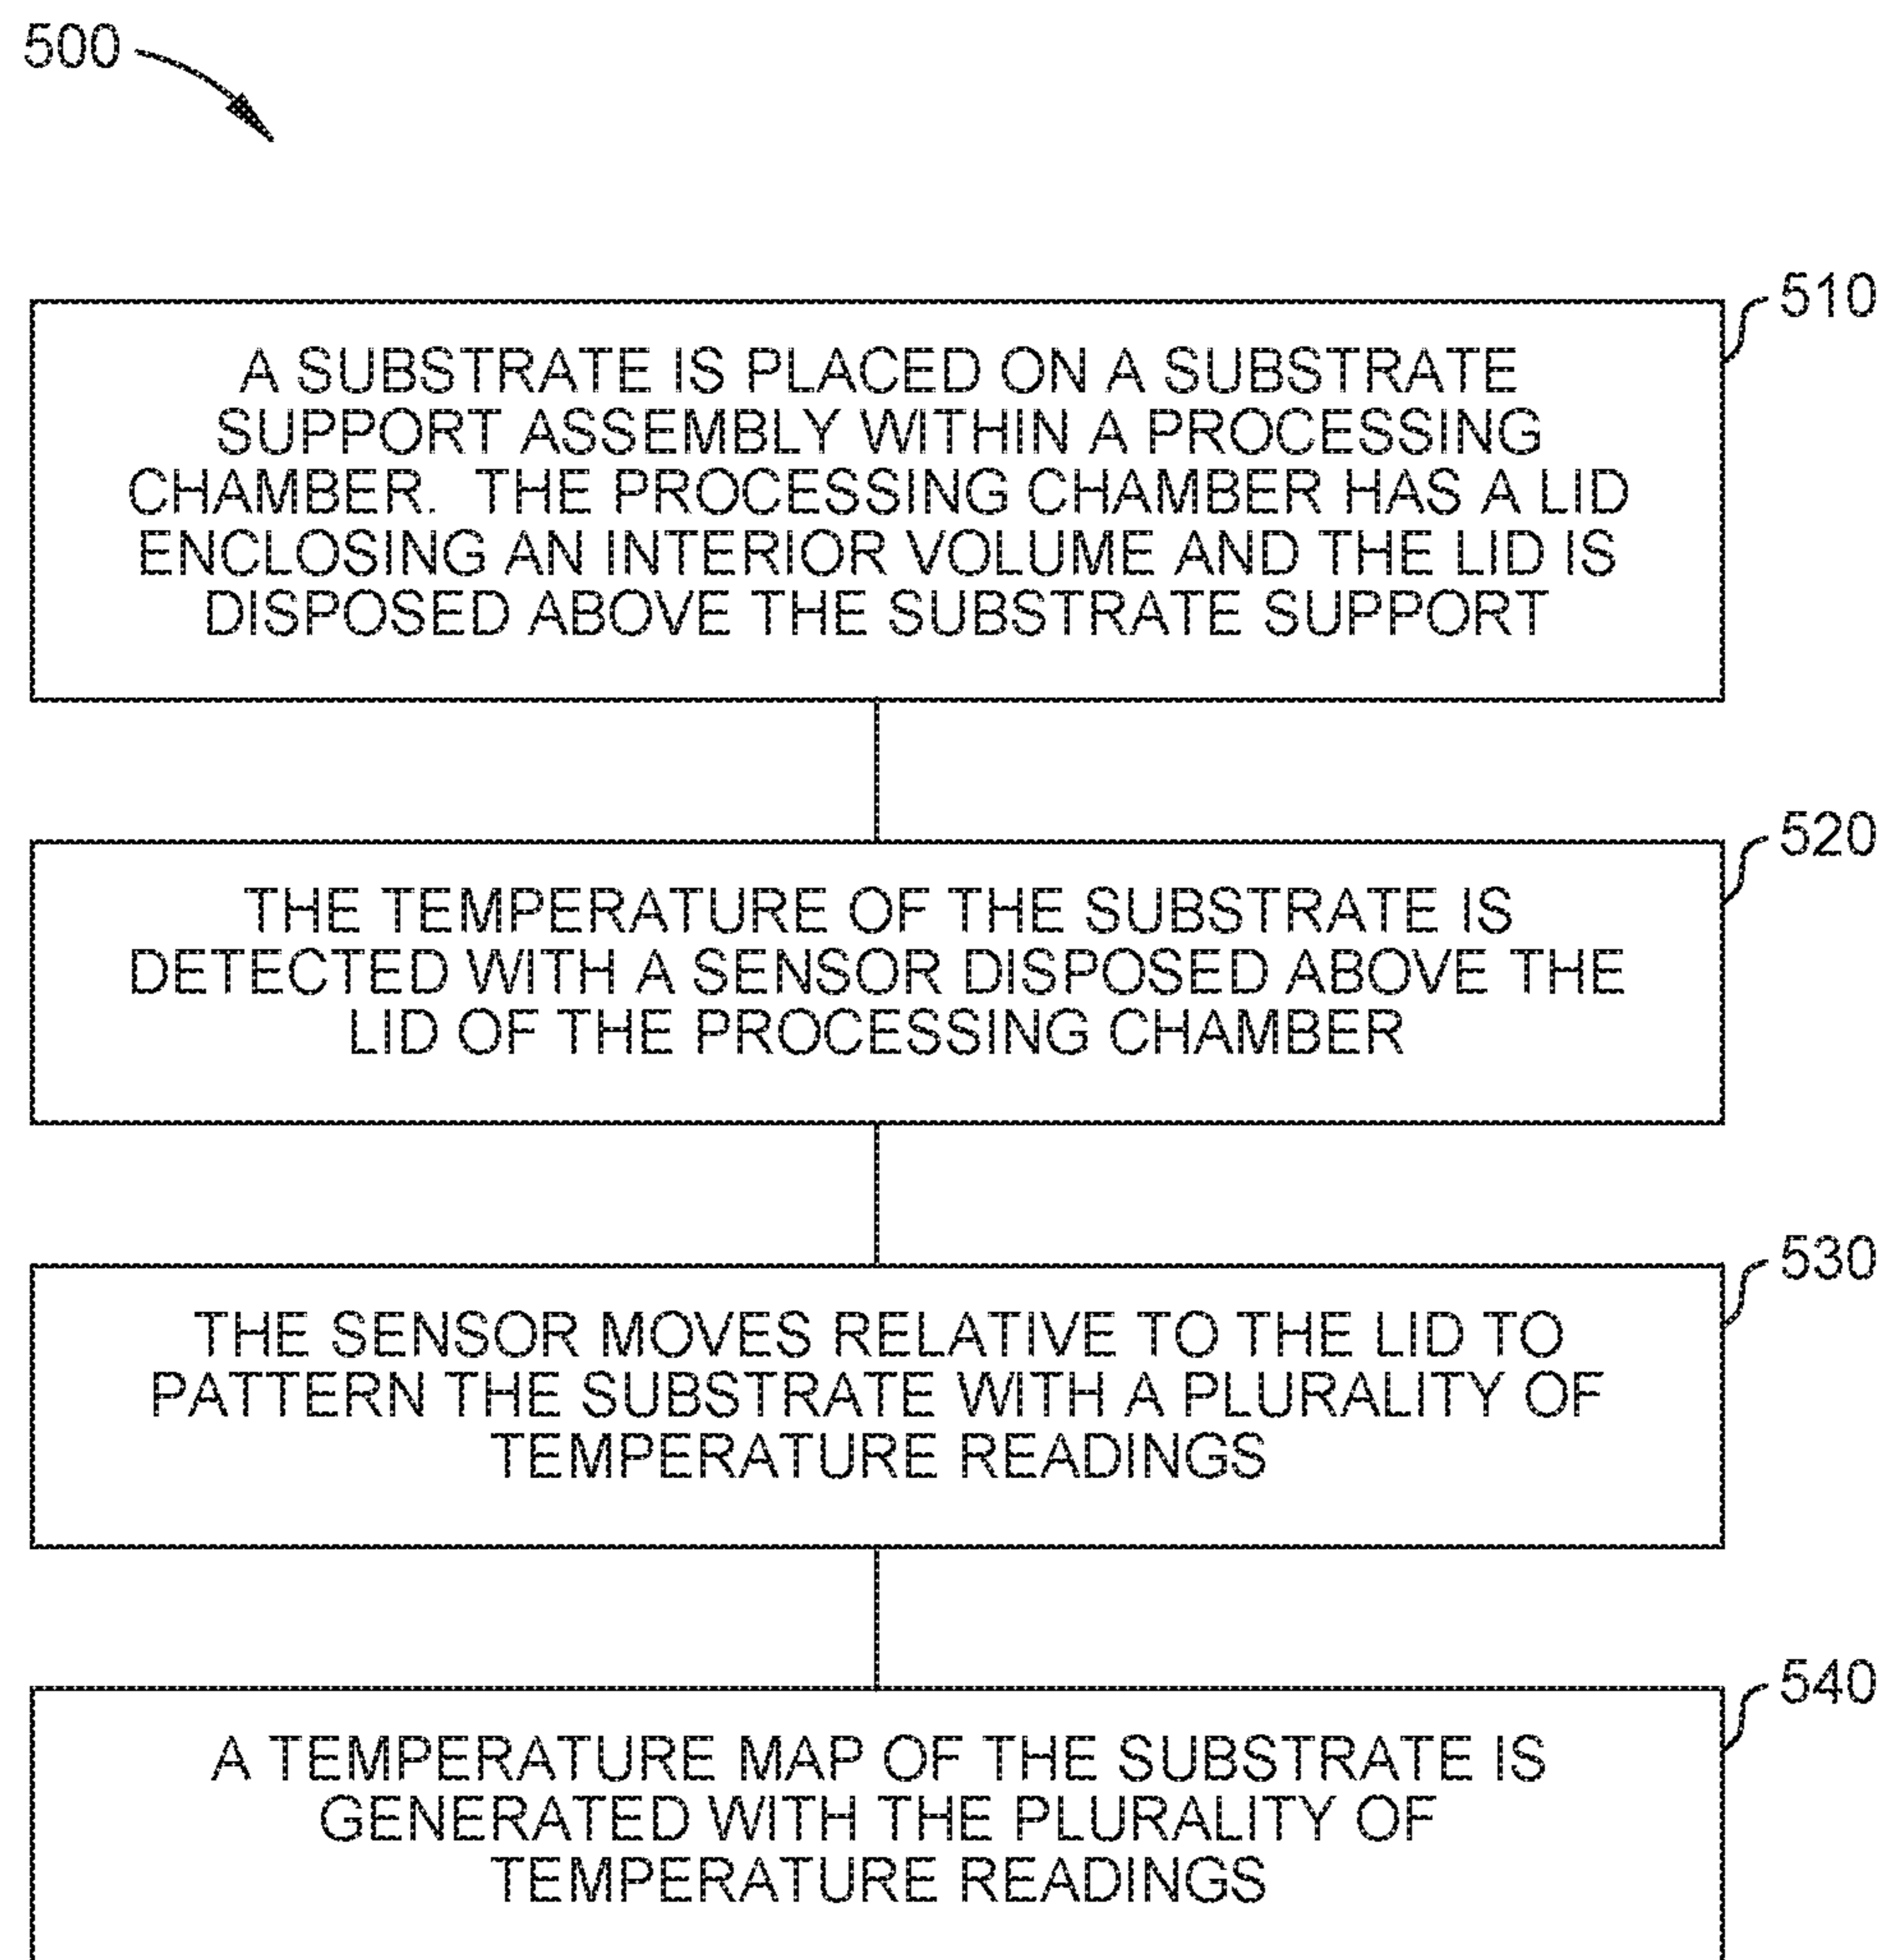 500
510
A SUBSTRATE IS PLACED ON A SUBSTRATE
SUPPORT ASSEMBLY WITHIN A PROCESSING
CHAMBER. THE PROCESSING CHAMBER HAS A LID
ENCLOSING AN INTERIOR VOLUME AND THE LID IS
DISPOSED ABOVE THE SUBSTRATE SUPPORT
520
THE TEMPERATURE OF THE SUBSTRATE IS
DETECTED WITH A SENSOR DISPOSED ABOVE THE
LID OF THE PROCESSING CHAMBER
530
THE SENSOR MOVES RELATIVE TO THE LID TO
PATTERN THE SUBSTRATE WITH A PLURALITY OF
TEMPERATURE READINGS
540
A TEMPERATURE MAP OF THE SUBSTRATE IS
GENERATED WITH THE PLURALITY OF
TEMPERATURE READINGS